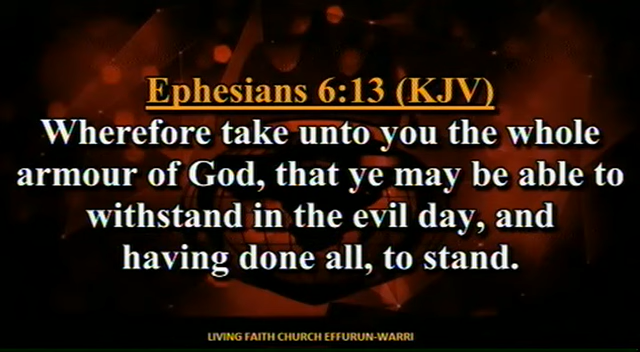 Ephesians 6:13 (KJV)
Wherefore take unto you the whole
armour of God, that ye may be able to
withstand in the evil day, and
having done all, to stand.
LIVING FAITH CHURCH EFFURUN-WARRI